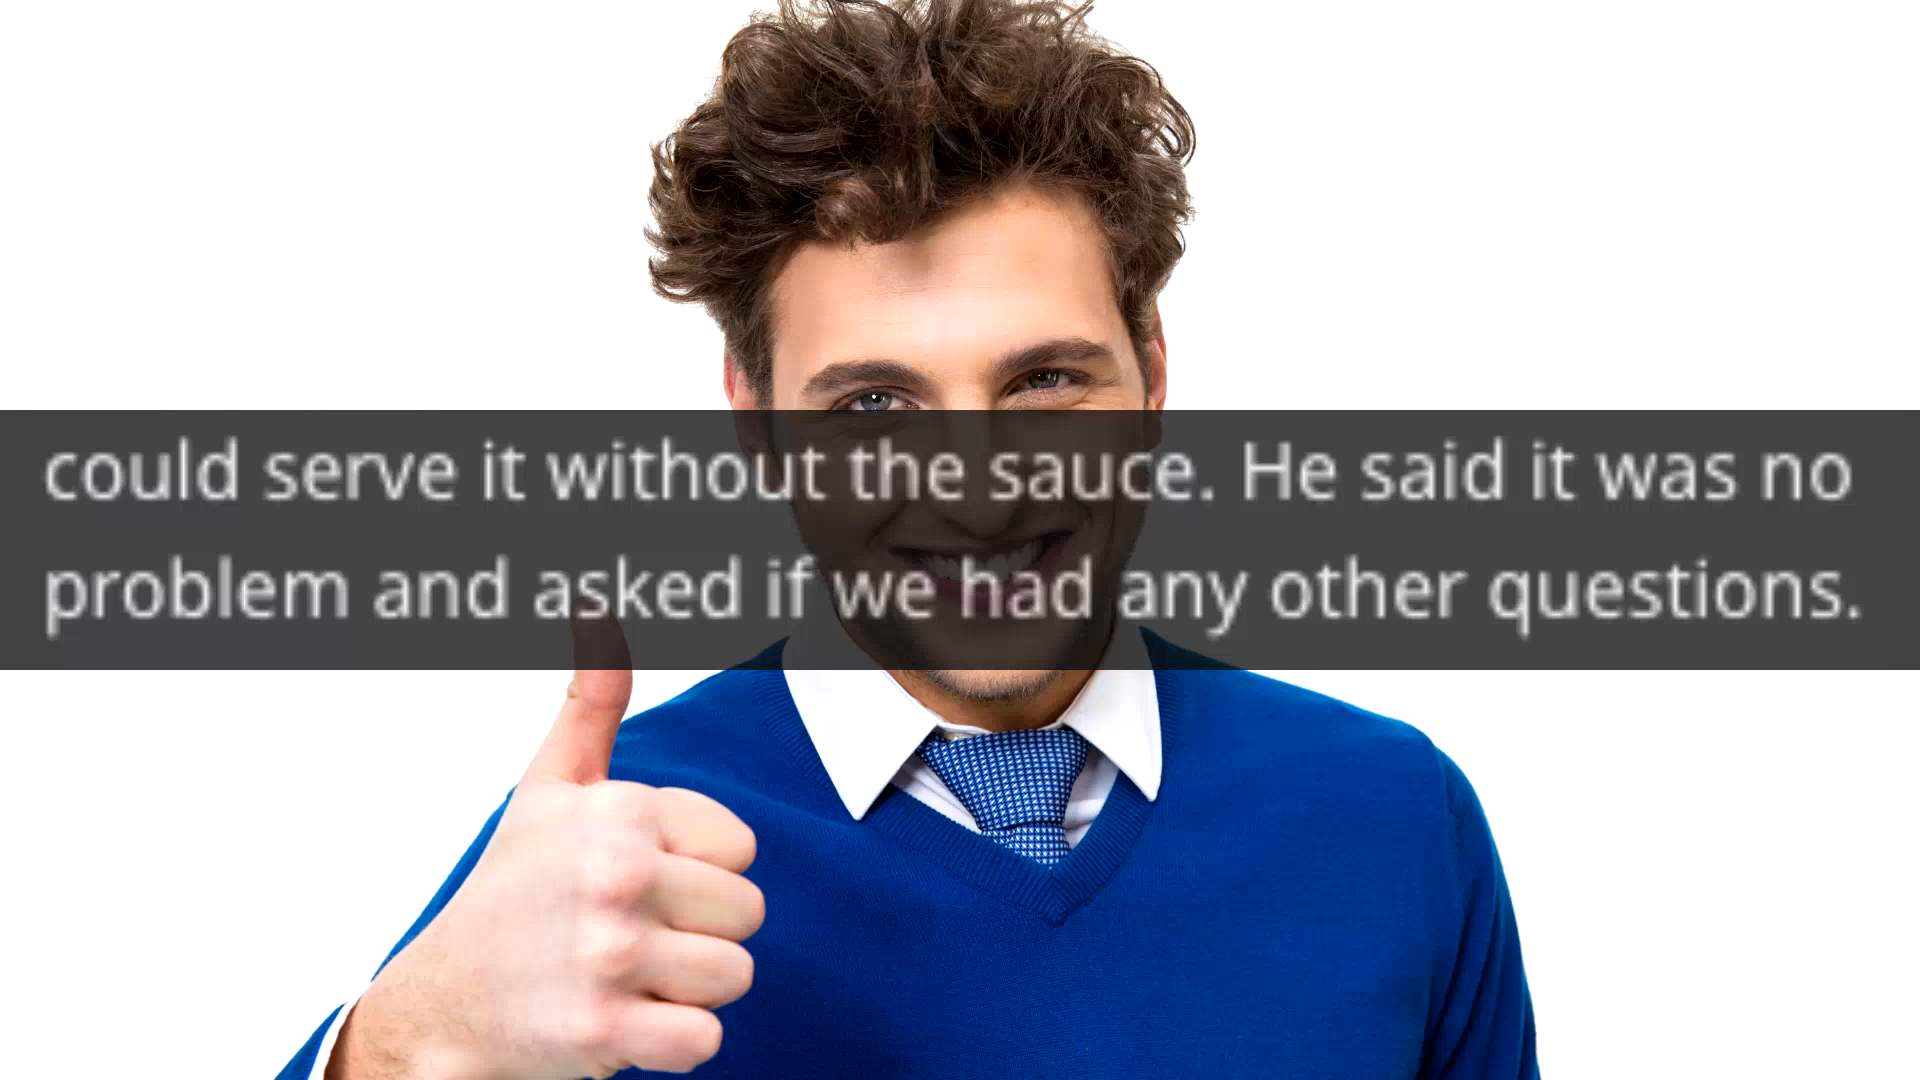 could serve it without the sauce. He said it was no
problem and asked if we had any other questions.